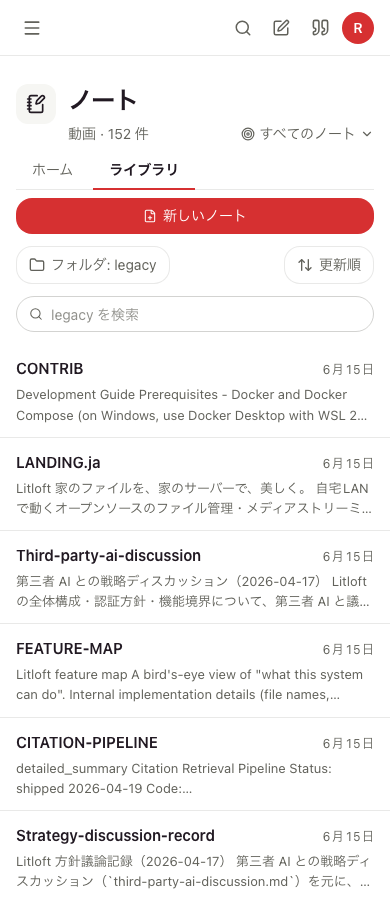 R
ノート
動画 · 152 件
すべてのノート
ホーム
ライブラリ
新しいノート
フォルダ: legacy
更新順
legacy を検索
CONTRIB
6月15日
Development Guide Prerequisites - Docker and Docker
Compose (on Windows, use Docker Desktop with WSL 2...
LANDING.ja
6月15日
Litloft 家のファイルを、家のサーバーで、美しく。 自宅LAN
で動くオープンソースのファイル管理・メディアストリーミ...
Third-party-ai-discussion
6月15日
第三者 AI との戦略ディスカッション（2026-04-17） Litloft
の全体構成・認証方針・機能境界について、第三者 AI と議...
FEATURE-MAP
6月15日
Litloft feature map A bird's-eye view of "what this system
can do". Internal implementation details (file names,...
CITATION-PIPELINE
6月15日
detailed_summary Citation Retrieval Pipeline Status:
shipped 2026-04-19 Code:...
Strategy-discussion-record
6月15日
Litloft 方針議論記録（2026-04-17） 第三者 AI との戦略ディ
スカッション（`third-party-ai-discussion.md`）を元に、...